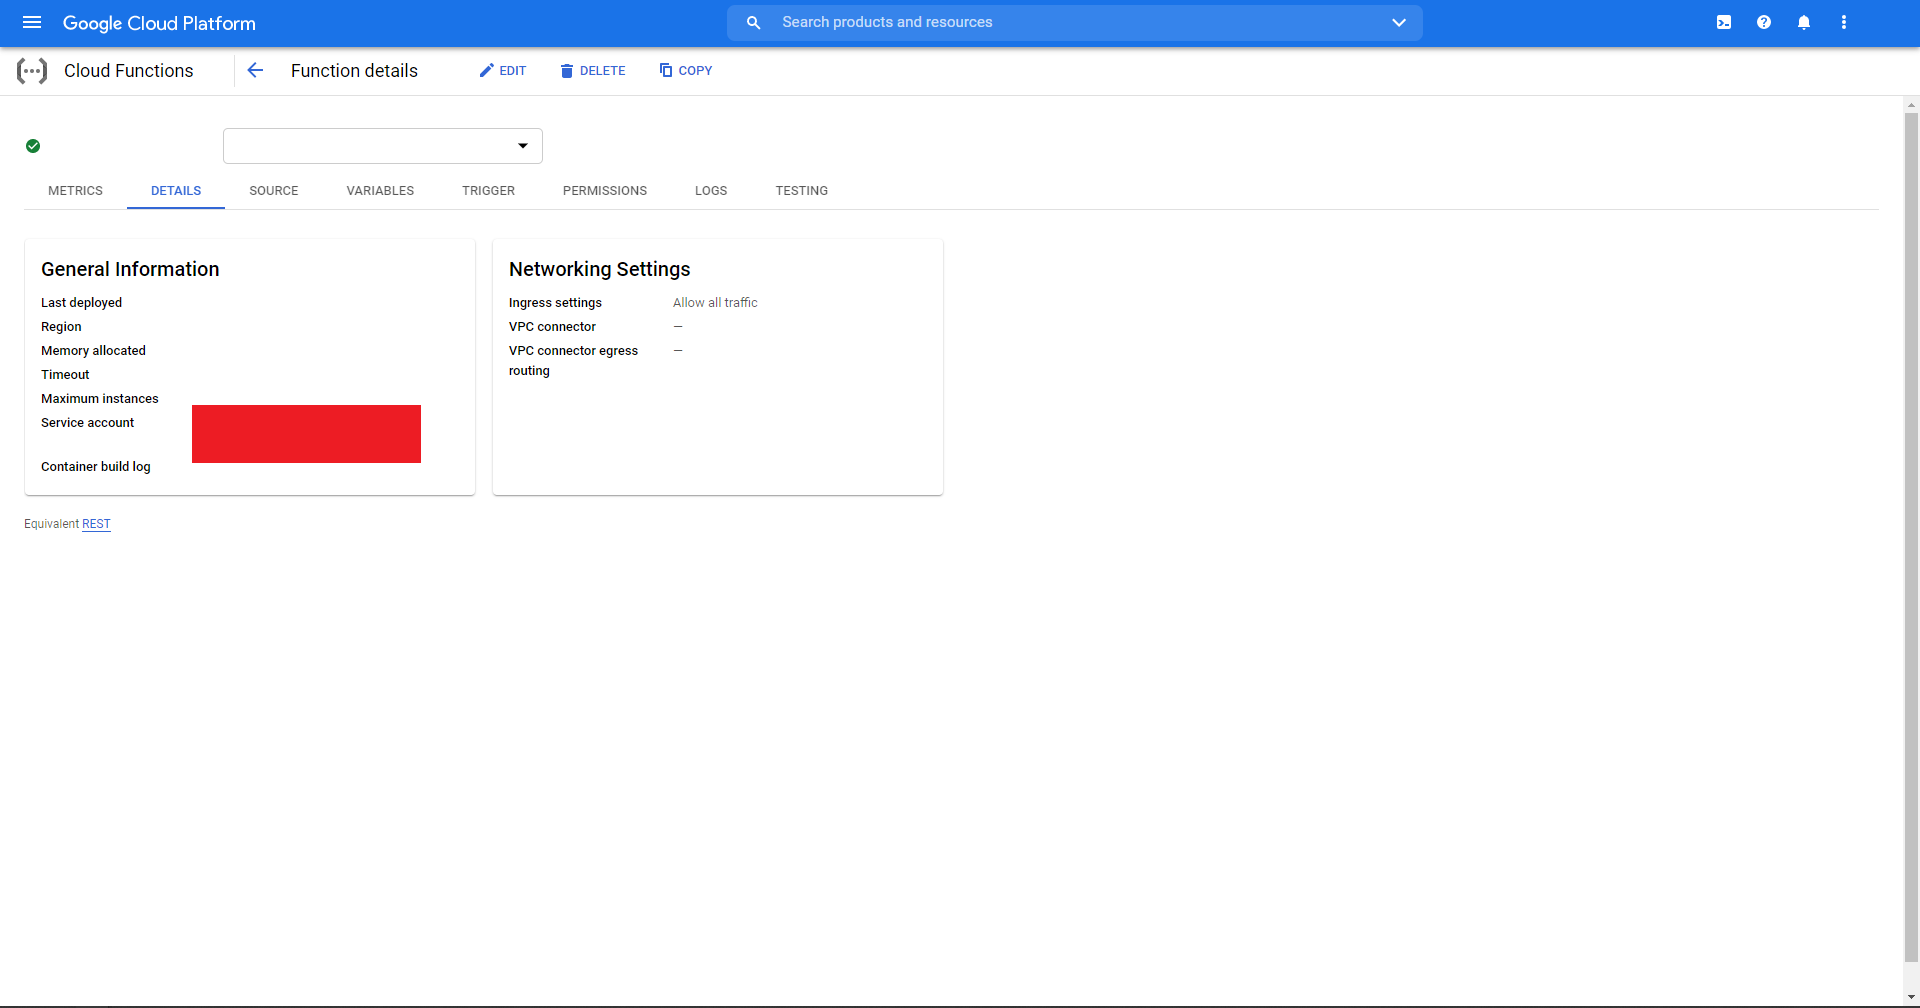 Google Cloud Platform
Search products and resources
Cloud Functions
Function details
EDIT
DELETE
COPY
METRICS
DETAILS
SOURCE
VARIABLES
TRIGGER
PERMISSIONS
LOGS
TESTING
General Information
Last deployed
Region
Memory allocated
Timeout
Maximum instances
Service account
Container build log
Networking Settings
Ingress settings Allow all traffic
VPC connector —
VPC connector egress —
routing
Equivalent REST